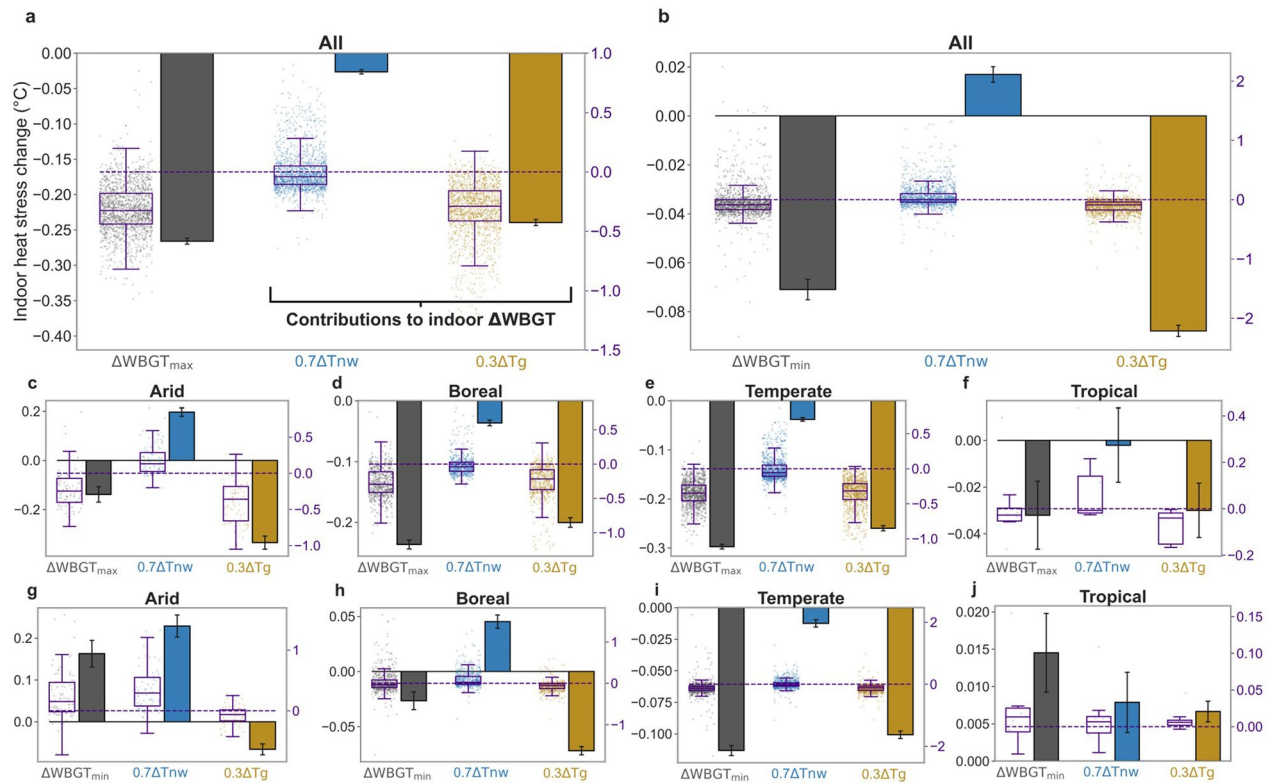 a
All
Indoor heat stress change (°C)
0.00
−0.05
−0.10
−0.15
−0.20
−0.25
−0.30
−0.35
−0.40
1.0
0.5
0.0
−0.5
−1.0
−1.5
Contributions to indoor ΔWBGT
ΔWBGTmax 0.7ΔTnw 0.3ΔTg
b
All
0.02
0.00
−0.02
−0.04
−0.06
−0.08
2
1
0
−1
−2
ΔWBGTmin 0.7ΔTnw 0.3ΔTg
c
Arid
0.2
0.0
−0.2
0.5
0.0
−0.5
−1.0
ΔWBGTmax 0.7ΔTnw 0.3ΔTg
d
Boreal
0.0
−0.1
−0.2
0.5
0.0
−0.5
−1.0
ΔWBGTmax 0.7ΔTnw 0.3ΔTg
e
Temperate
0.0
−0.1
−0.2
−0.3
0.5
0.0
−0.5
−1.0
ΔWBGTmax 0.7ΔTnw 0.3ΔTg
f
Tropical
0.00
−0.02
−0.04
0.4
0.2
0.0
−0.2
ΔWBGTmax 0.7ΔTnw 0.3ΔTg
g
Arid
0.2
0.1
0.0
1
0
ΔWBGTmin 0.7ΔTnw 0.3ΔTg
h
Boreal
0.05
0.00
−0.05
1
0
−1
ΔWBGTmin 0.7ΔTnw 0.3ΔTg
i
Temperate
0.000
−0.025
−0.050
−0.075
−0.100
2
0
−2
ΔWBGTmin 0.7ΔTnw 0.3ΔTg
j
Tropical
0.020
0.015
0.010
0.005
0.000
0.15
0.10
0.05
0.00
ΔWBGTmin 0.7ΔTnw 0.3ΔTg